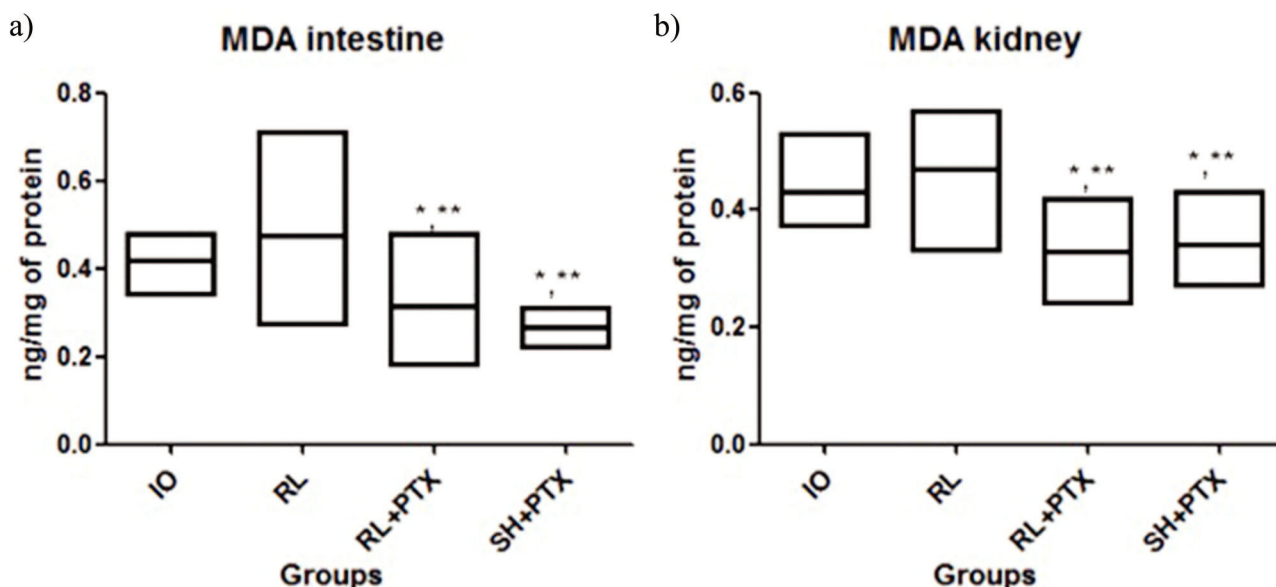 a)
MDA intestine
ng/mg of protein
0.8
0.6
0.4
0.2
0.0
*,**
*,**
IO
RL
RL+PTX
SH+PTX
Groups
b)
MDA kidney
ng/mg of protein
0.6
0.4
0.2
0.0
*,**
*,**
IO
RL
RL+PTX
SH+PTX
Groups